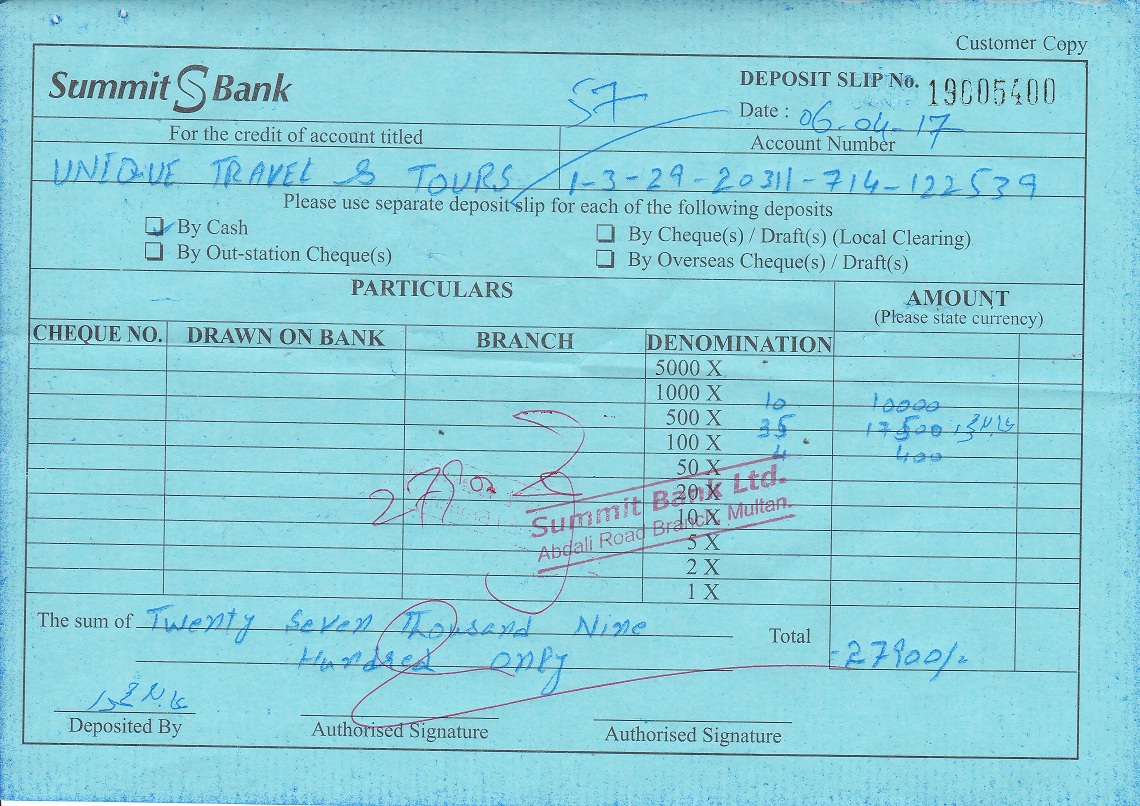 Customer Copy
Summit S Bank
DEPOSIT SLIP No. 19005400
57
Date : 06-04-17
For the credit of account titled
Account Number
UNIQUE TRAVEL & TOURS
1-3-29-20311-714-122539
Please use separate deposit slip for each of the following deposits
By Cash
By Cheque(s) / Draft(s) (Local Clearing)
By Out-station Cheque(s)
By Overseas Cheque(s) / Draft(s)
PARTICULARS
AMOUNT
(Please state currency)
CHEQUE NO. DRAWN ON BANK BRANCH DENOMINATION
5000 X
1000 X 10 10000
500 X 35 17500
100 X 4 400
50 X
20 X
10 X
5 X
2 X
1 X
Summit Bank Ltd.
Abdali Road Branch, Multan.
The sum of Twenty Seven Thousand Nine
Hundred only
Total
27900/-
Deposited By
Authorised Signature
Authorised Signature